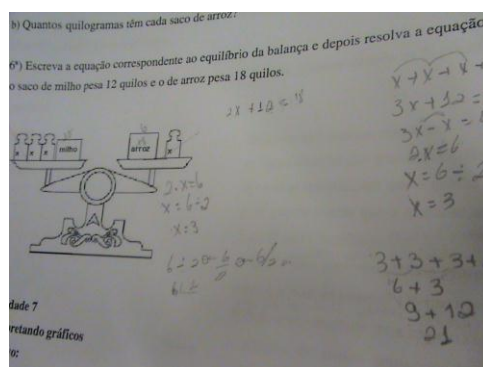 b) Quantos quilogramas têm cada saco de arroz?
6ª) Escreva a equação correspondente ao equilíbrio da balança e depois resolva a equação
o saco de milho pesa 12 quilos e o de arroz pesa 18 quilos.
x + x + x +
2x + 12 = 18
3x + 12 =
3x - x =
2x = 6
x = 6 ÷ 2
x = 3
x x x milho
arroz x
2x = 6
x = 6 ÷ 2
x = 3
3 + 3 + 3 +
6 + 3
9 + 12
21
dade 7
retando gráficos
o: